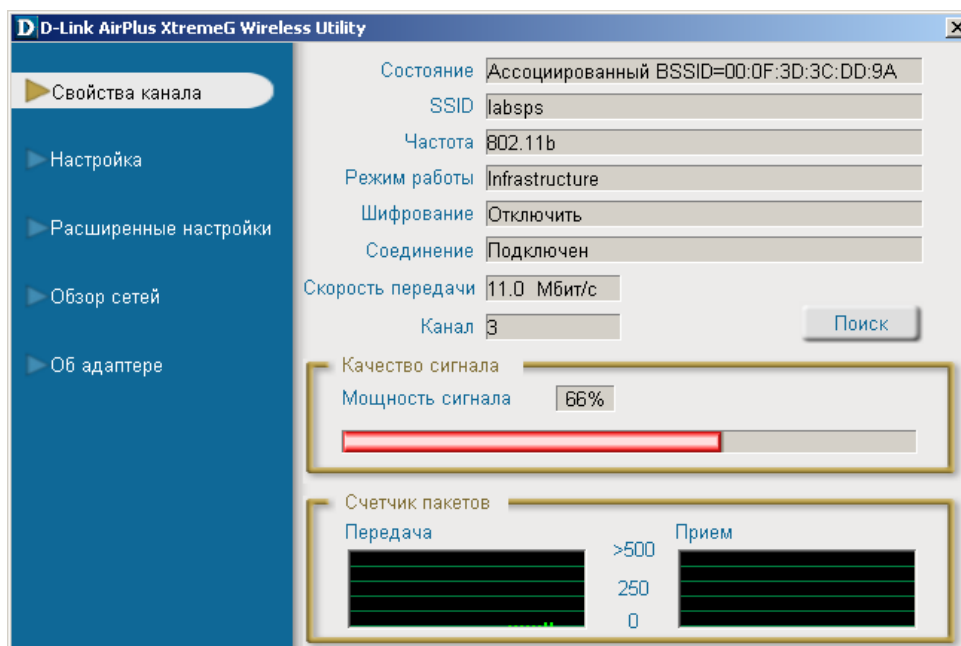 D D-Link AirPlus XtremeG Wireless Utility
Свойства канала
Настройка
Расширенные настройки
Обзор сетей
Об адаптере
Состояние Ассоциированный BSSID=00:0F:3D:3C:DD:9A
SSID labsps
Частота 802.11b
Режим работы Infrastructure
Шифрование Отключить
Соединение Подключен
Скорость передачи 11.0 Мбит/с
Канал 3
Поиск
Качество сигнала
Мощность сигнала 66%
Счетчик пакетов
Передача
>500
250
0
Прием